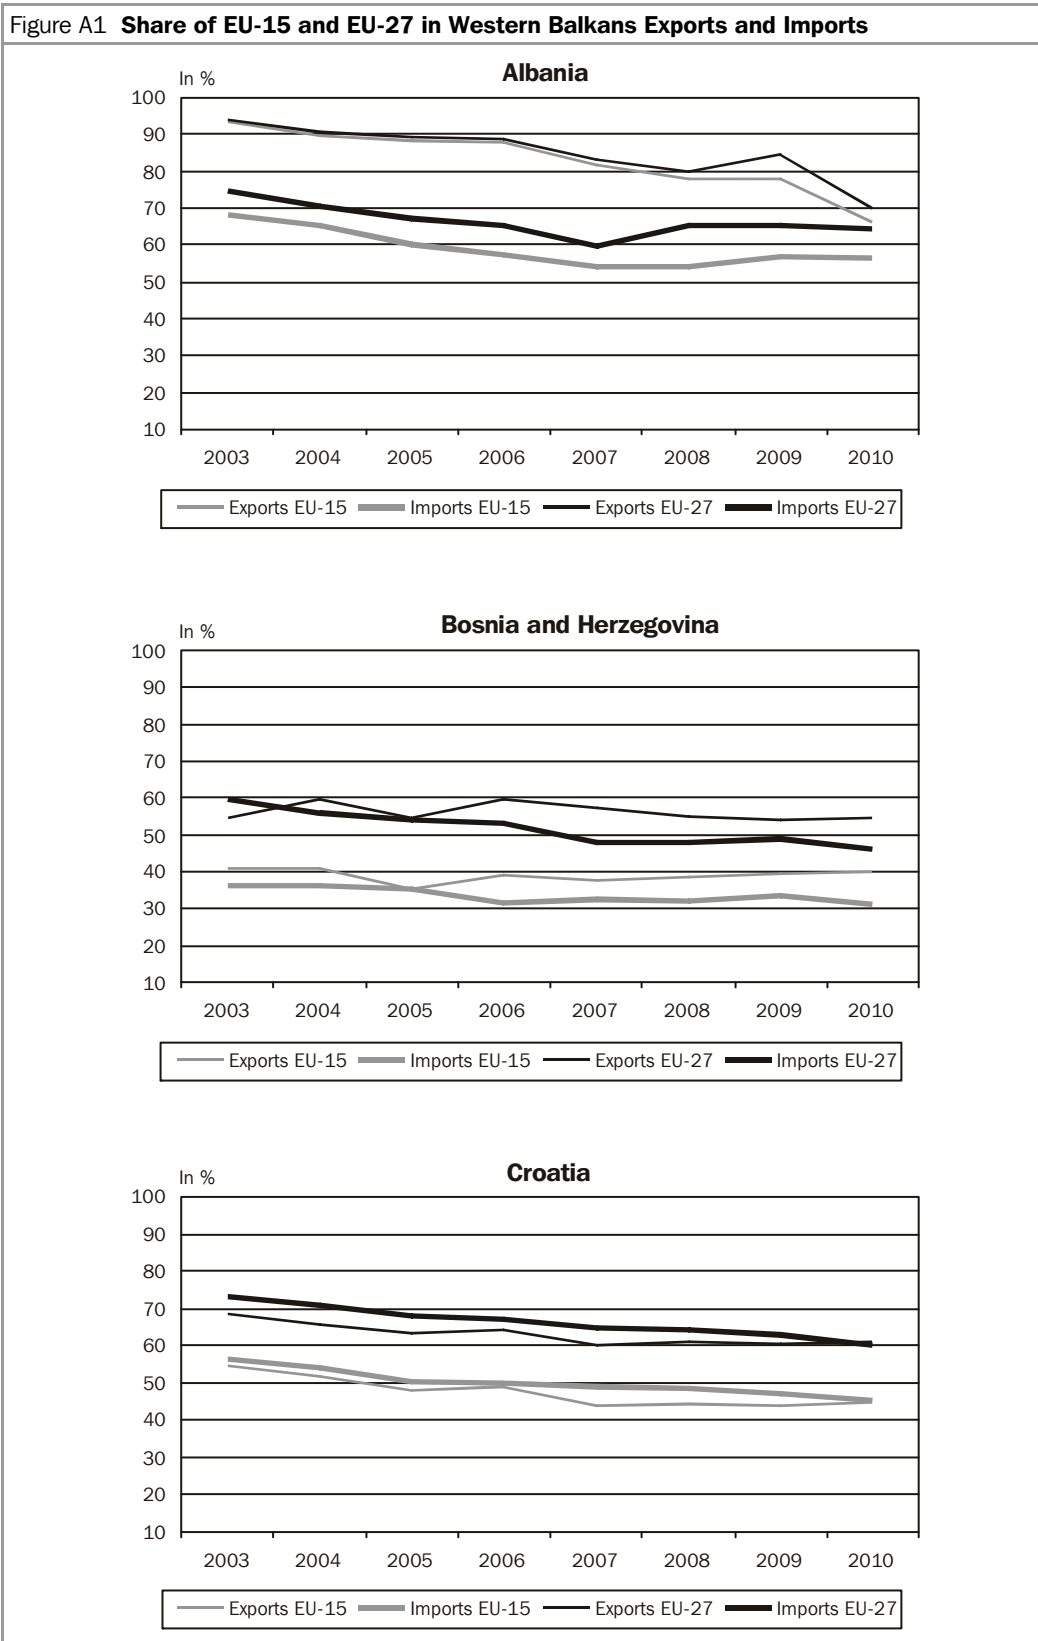 Figure A1 Share of EU-15 and EU-27 in Western Balkans Exports and Imports
Albania
In %
100
90
80
70
60
50
40
30
20
10
2003 2004 2005 2006 2007 2008 2009 2010
Exports EU-15 Imports EU-15 Exports EU-27 Imports EU-27
Bosnia and Herzegovina
In %
100
90
80
70
60
50
40
30
20
10
2003 2004 2005 2006 2007 2008 2009 2010
Exports EU-15 Imports EU-15 Exports EU-27 Imports EU-27
Croatia
In %
100
90
80
70
60
50
40
30
20
10
2003 2004 2005 2006 2007 2008 2009 2010
Exports EU-15 Imports EU-15 Exports EU-27 Imports EU-27